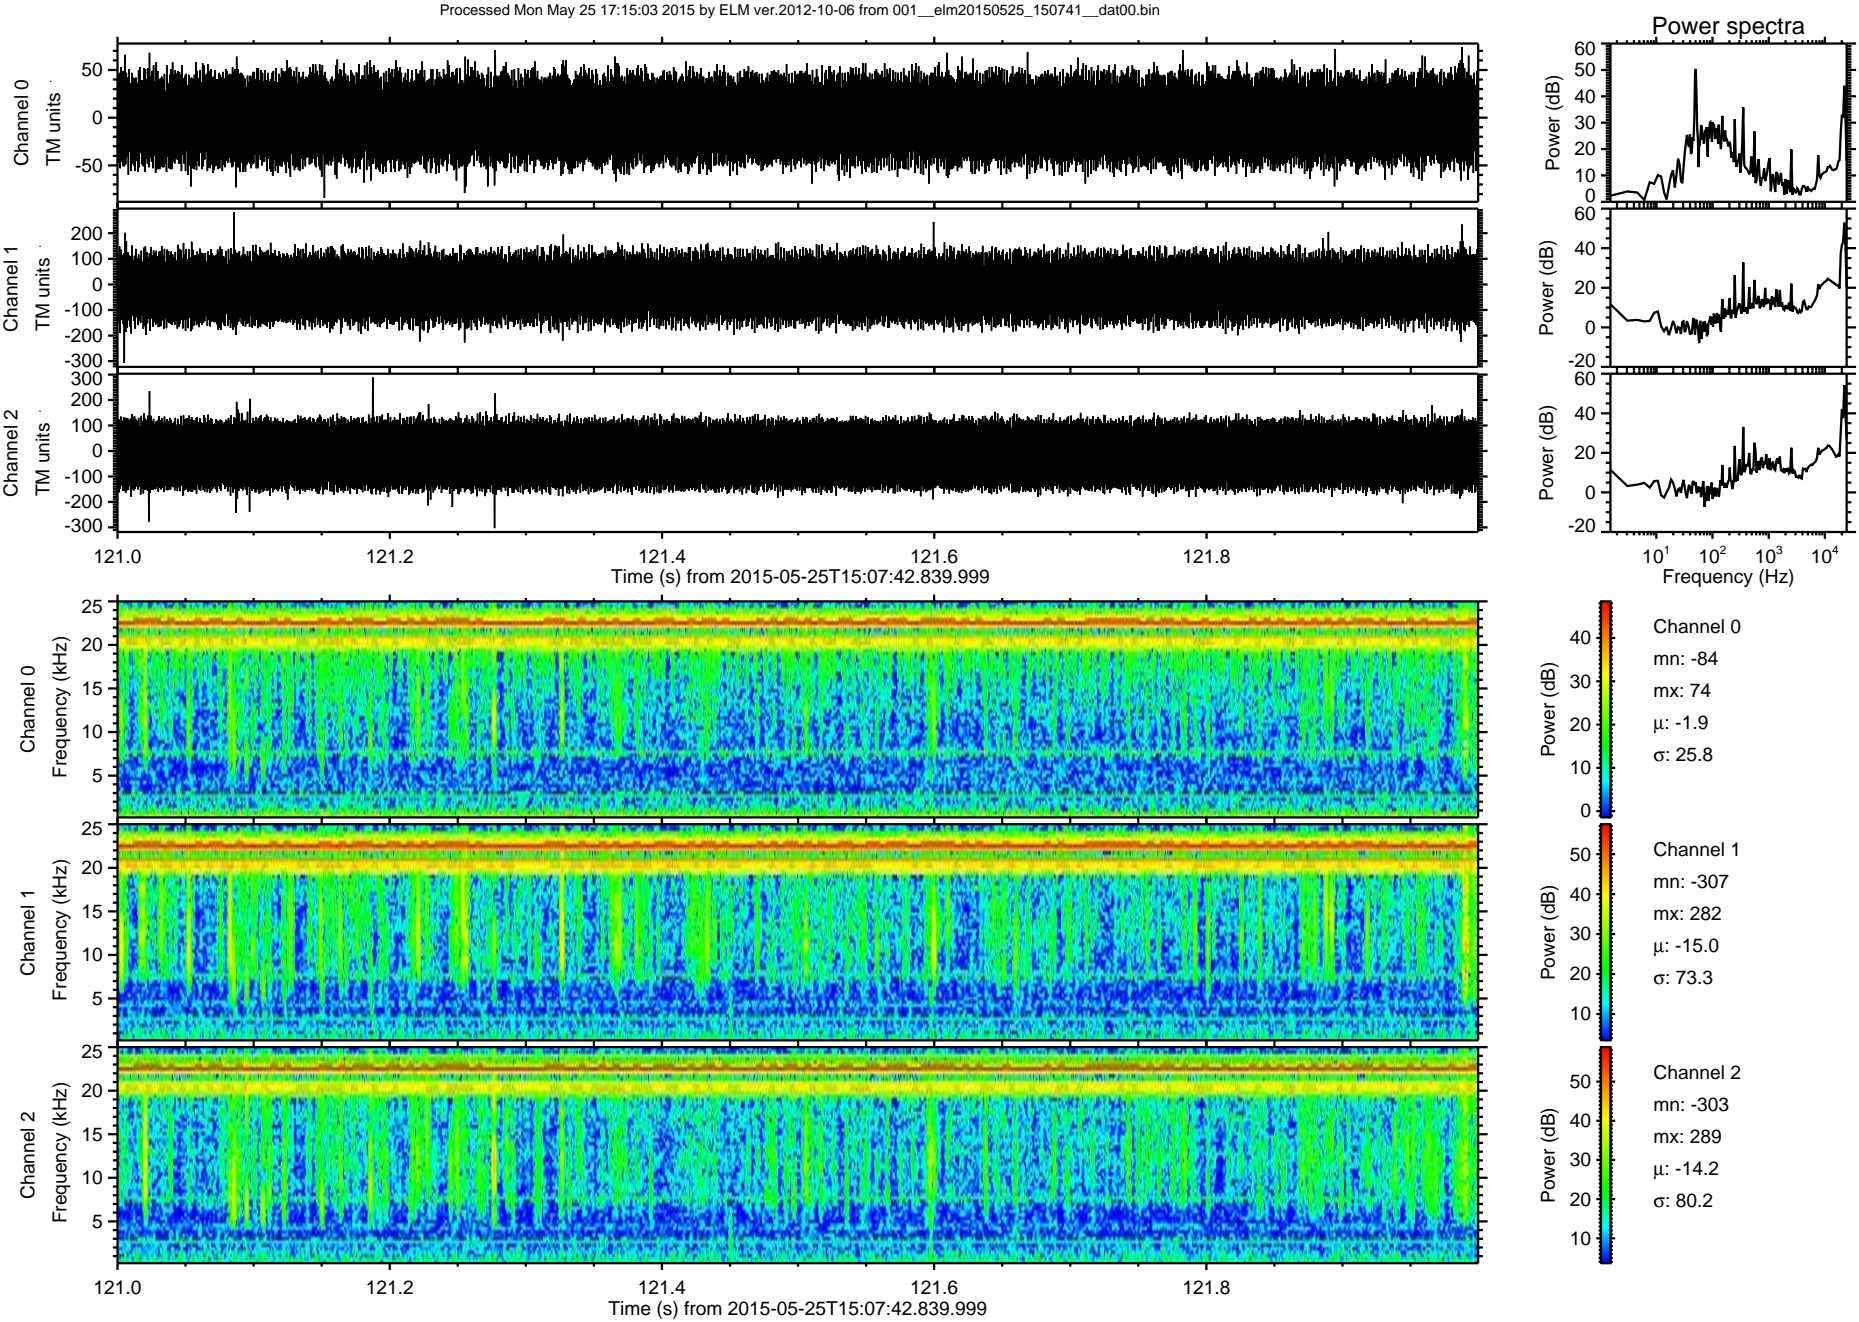 Processed Mon May 25 17:15:03 2015 by ELM ver.2012-10-06 from 001__elm20150525_150741__dat00.bin
Power spectra
Channel 0
TM units
50
0
-50
Power (dB)
60
50
40
30
20
10
0
Channel 1
TM units
200
100
0
-100
-200
-300
Power (dB)
60
40
20
0
-20
Channel 2
TM units
300
200
100
0
-100
-200
-300
Power (dB)
60
40
20
0
-20
121.0 121.2 121.4 121.6 121.8
Time (s) from 2015-05-25T15:07:42.839.999
10¹ 10² 10³ 10⁴
Frequency (Hz)
Channel 0
Frequency (kHz)
25
20
15
10
5
Power (dB)
40
30
20
10
0
Channel 0
mn: -84
mx: 74
μ: -1.9
σ: 25.8
Channel 1
Frequency (kHz)
25
20
15
10
5
Power (dB)
50
40
30
20
10
Channel 1
mn: -307
mx: 282
μ: -15.0
σ: 73.3
Channel 2
Frequency (kHz)
25
20
15
10
5
Power (dB)
50
40
30
20
10
Channel 2
mn: -303
mx: 289
μ: -14.2
σ: 80.2
121.0 121.2 121.4 121.6 121.8
Time (s) from 2015-05-25T15:07:42.839.999